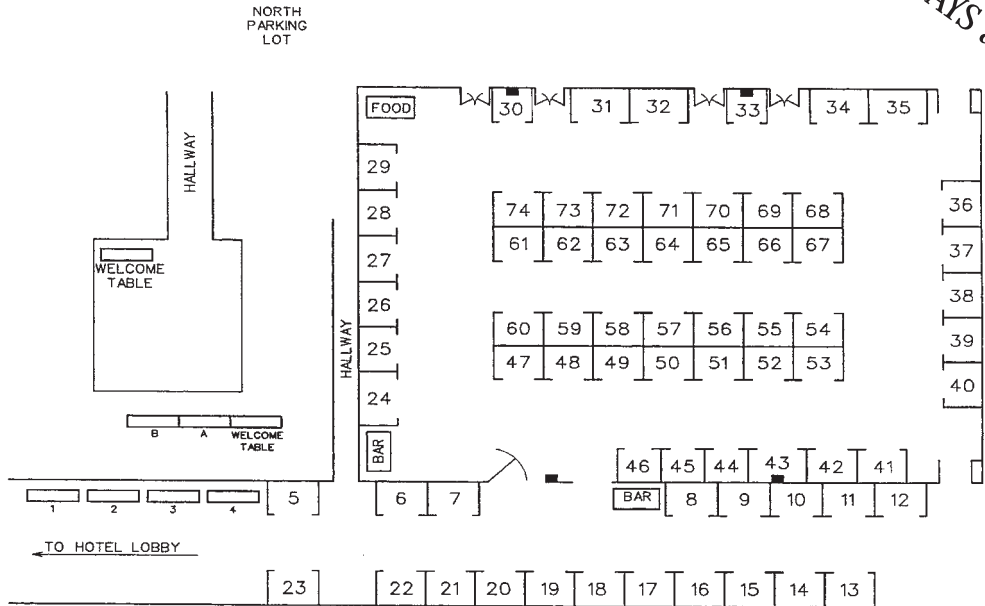 NORTH
PARKING
LOT
AYS
FOOD
30
31
32
33
34
35
HALLWAY
29
28
27
26
25
24
BAR
HALLWAY
WELCOME
TABLE
74 73 72 71 70 69 68
61 62 63 64 65 66 67
60 59 58 57 56 55 54
47 48 49 50 51 52 53
36
37
38
39
40
B A WELCOME
TABLE
46 45 44 43 42 41
1 2 3 4 5 6 7
BAR 8 9 10 11 12
TO HOTEL LOBBY
23 22 21 20 19 18 17 16 15 14 13